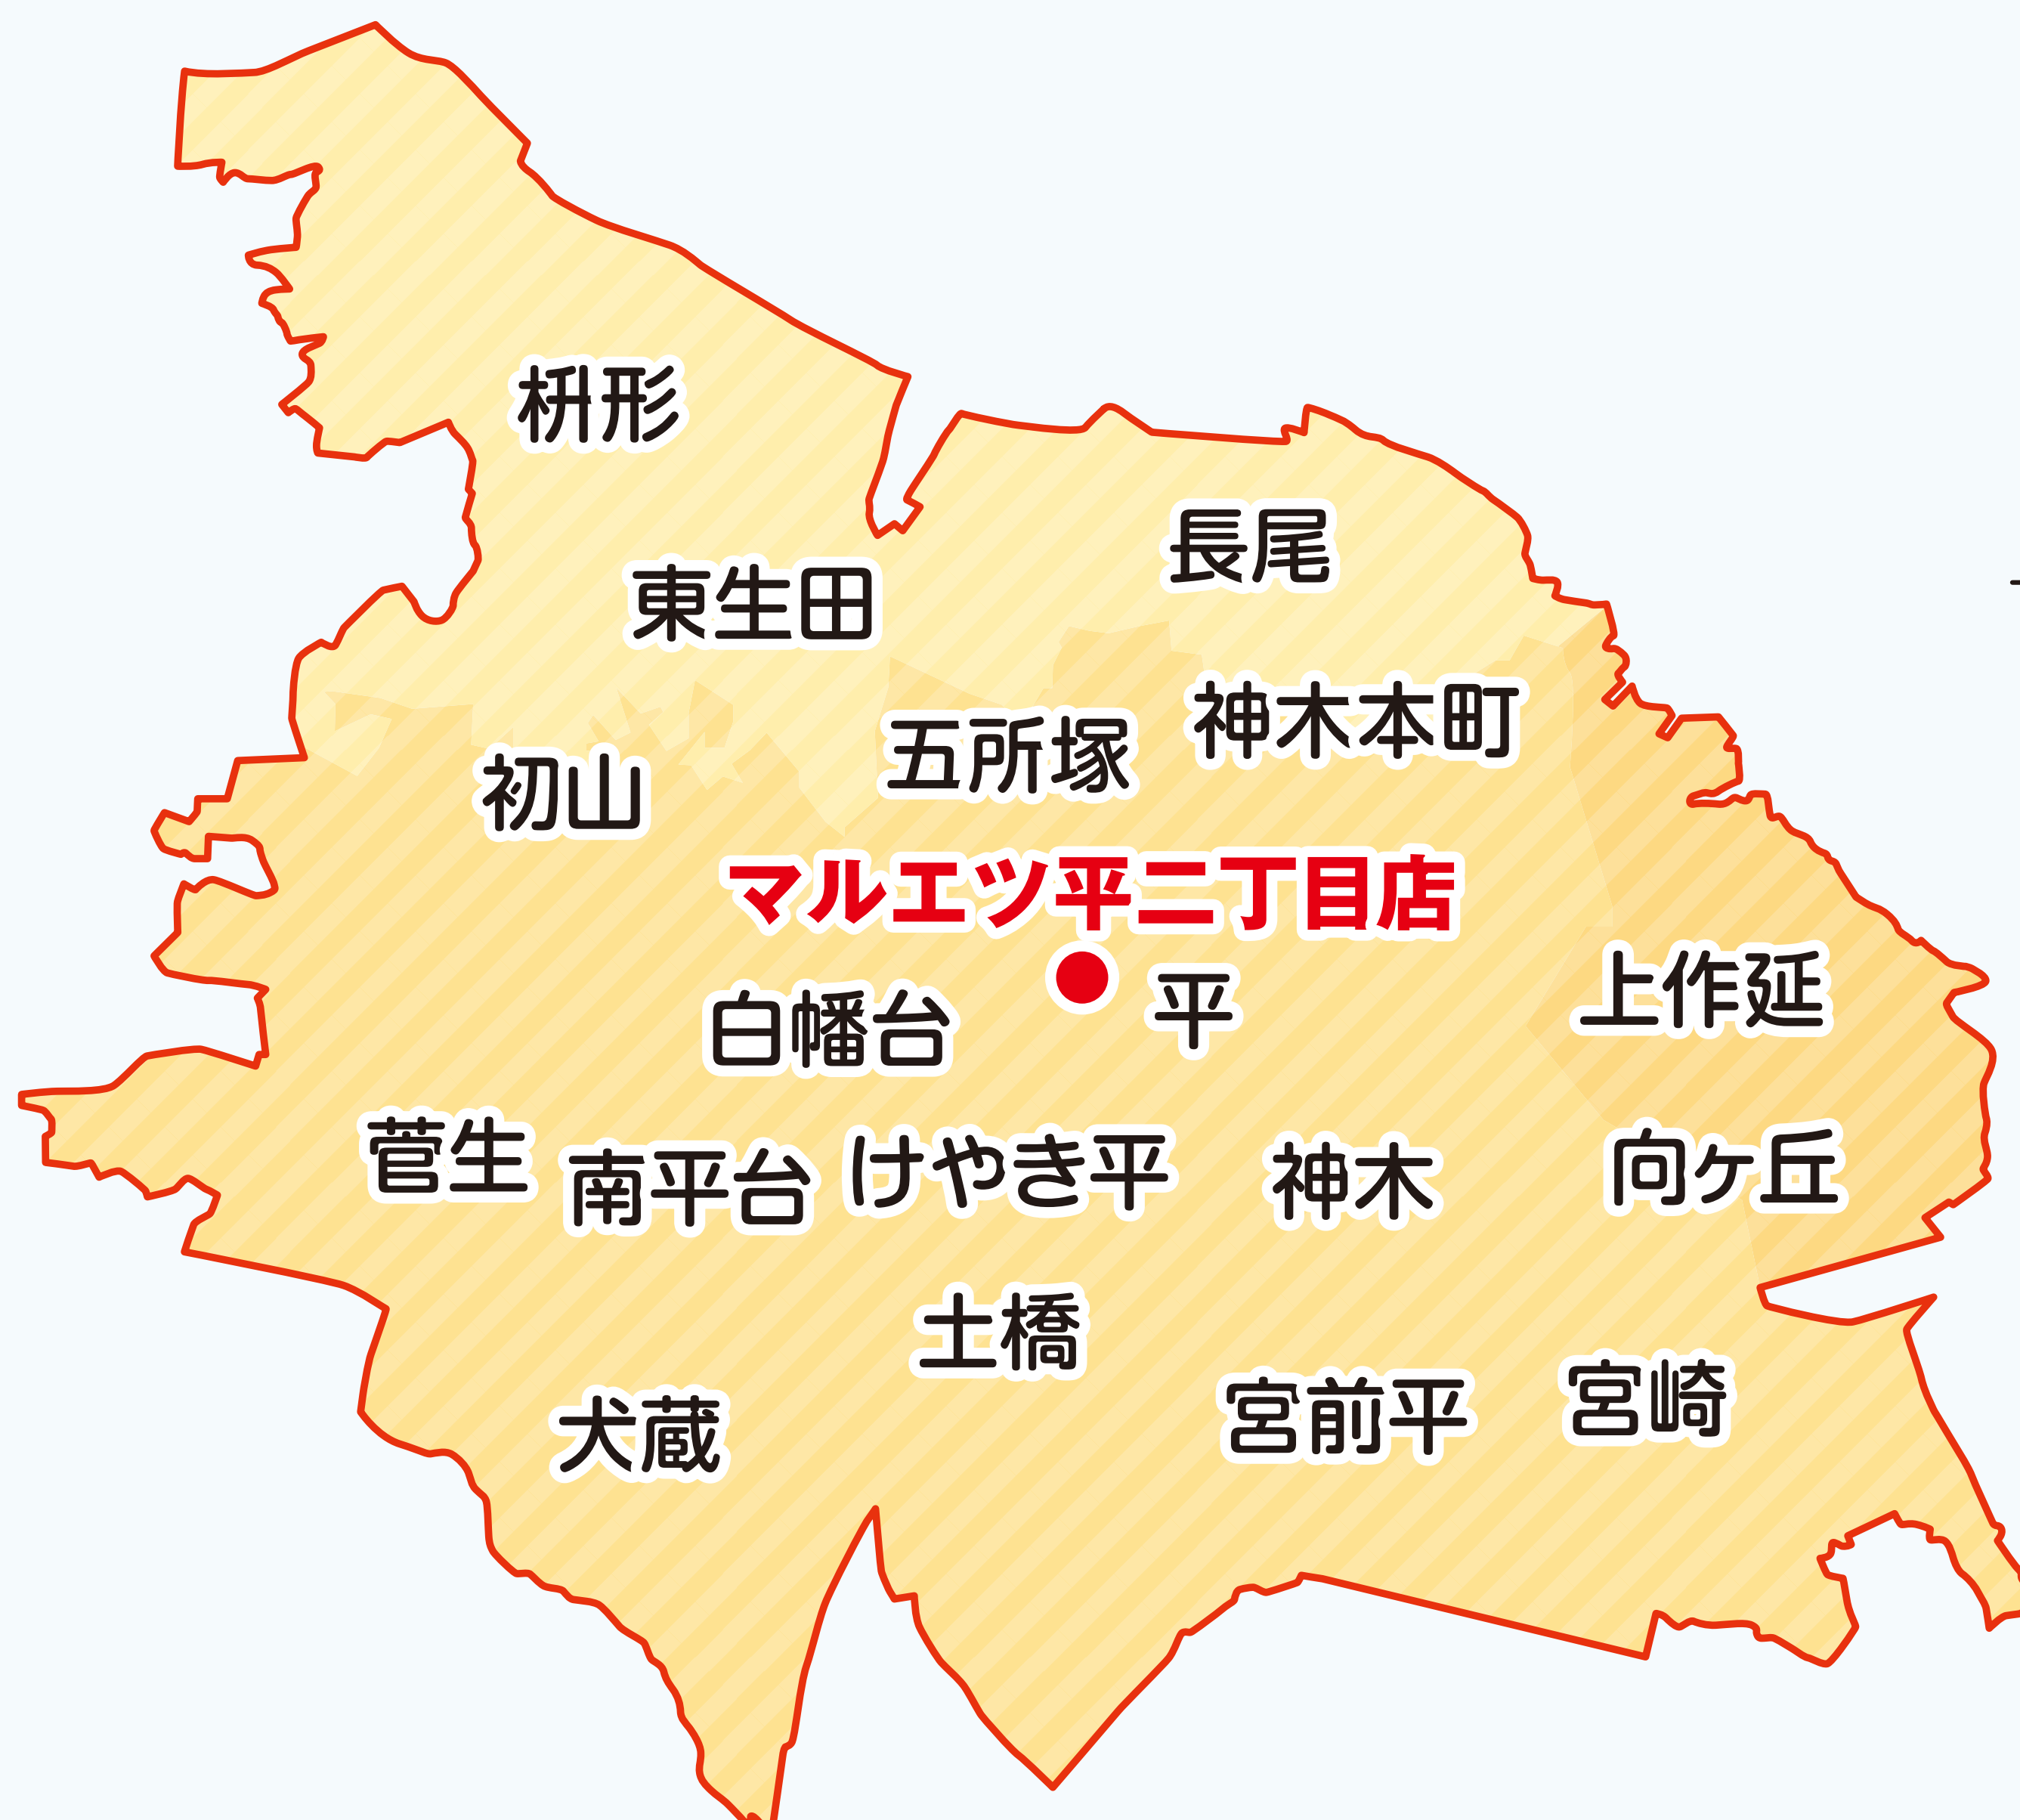 枡形
長尾
東生田
神木本町
五所塚
初山
マルエツ平二丁目店
上作延
平
白幡台
菅生
けやき平
向ヶ丘
神木
南平台
土橋
宮崎
宮前平
犬蔵